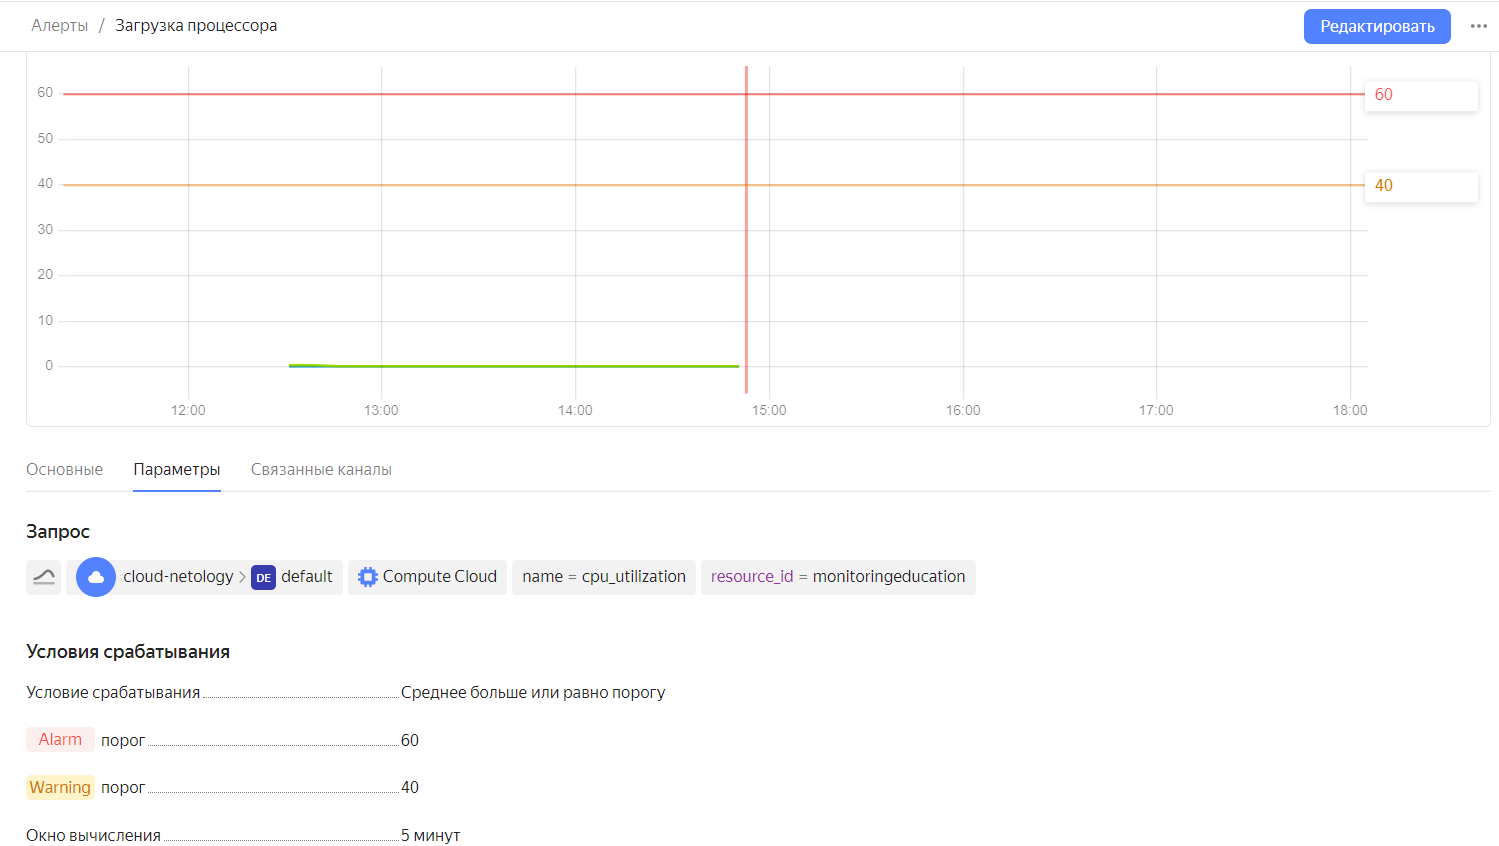 Алерты / Загрузка процессора
Редактировать
60
50
40
30
20
10
0
60
40
12:00 13:00 14:00 15:00 16:00 17:00 18:00
Основные Параметры Связанные каналы
Запрос
cloud-netology > DE default Compute Cloud name = cpu_utilization resource_id = monitoringeducation
Условия срабатывания
Условие срабатывания Среднее больше или равно порогу
Alarm порог 60
Warning порог 40
Окно вычисления 5 минут